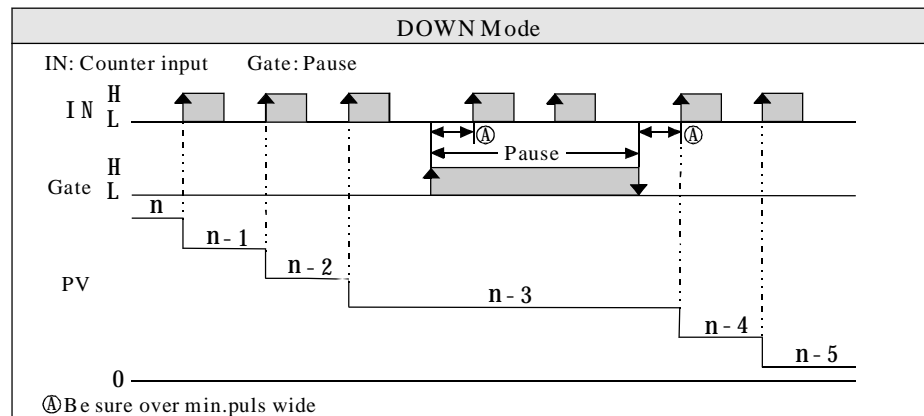 DOWN Mode
IN: Counter input Gate: Pause
IN H
L
Ⓐ Ⓐ
Pause
Gate H
L
n
n-1
n-2
PV n-3
n-4
n-5
0
ⒶBe sure over min.puls wide